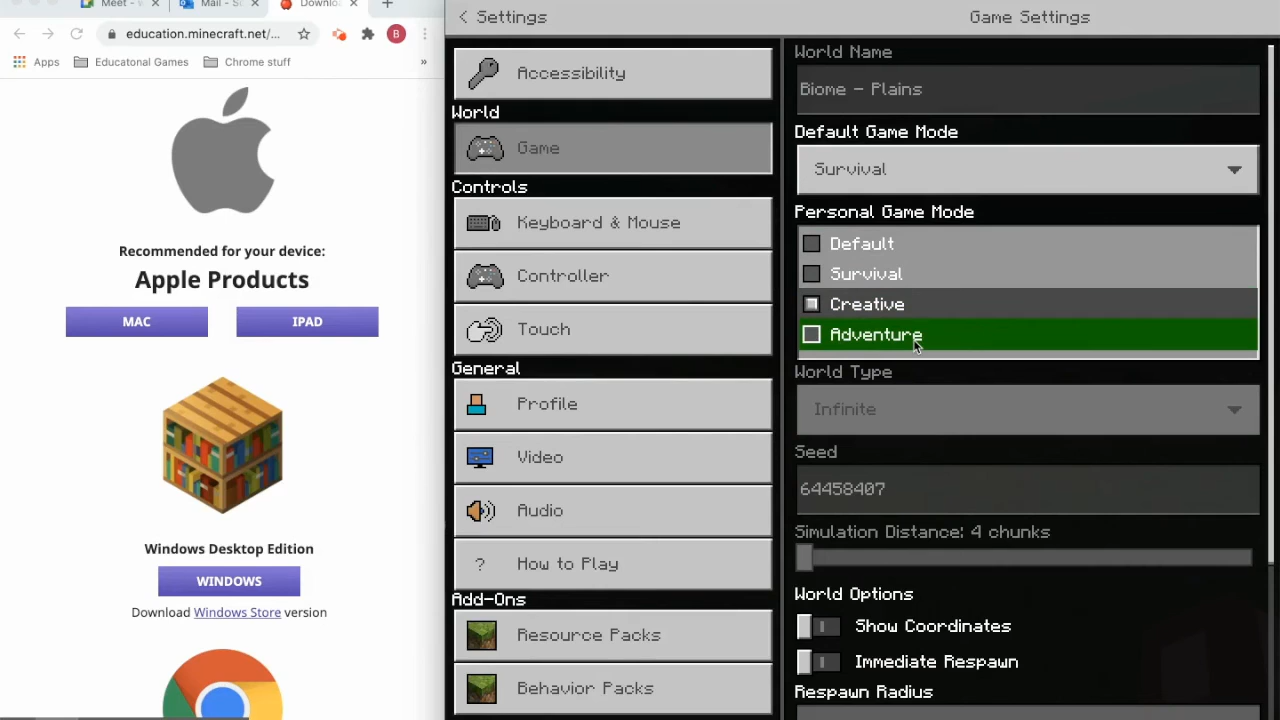 Meet -
Mail - S
Downlo
education.minecraft.net/...
B
Apps
Educatonal Games
Chrome stuff
»
Recommended for your device:
Apple Products
MAC
IPAD
Windows Desktop Edition
WINDOWS
Download Windows Store version
Settings
Game Settings
Accessibility
World
Game
Controls
Keyboard & Mouse
Controller
Touch
General
Profile
Video
Audio
? How to Play
Add-Ons
Resource Packs
Behavior Packs
World Name
Biome - Plains
Default Game Mode
Survival
Personal Game Mode
Default
Survival
Creative
Adventure
World Type
Infinite
Seed
64458407
Simulation Distance: 4 chunks
World Options
Show Coordinates
Immediate Respawn
Respawn Radius